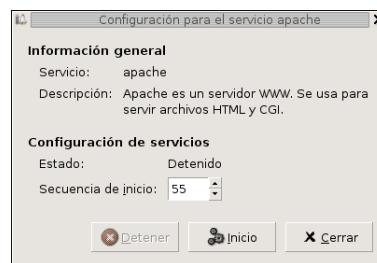 Configuración para el servicio apache
Información general
Servicio: apache
Descripción: Apache es un servidor WWW. Se usa para
servir archivos HTML y CGI.
Configuración de servicios
Estado: Detenido
Secuencia de inicio: 55
Detener Inicio Cerrar